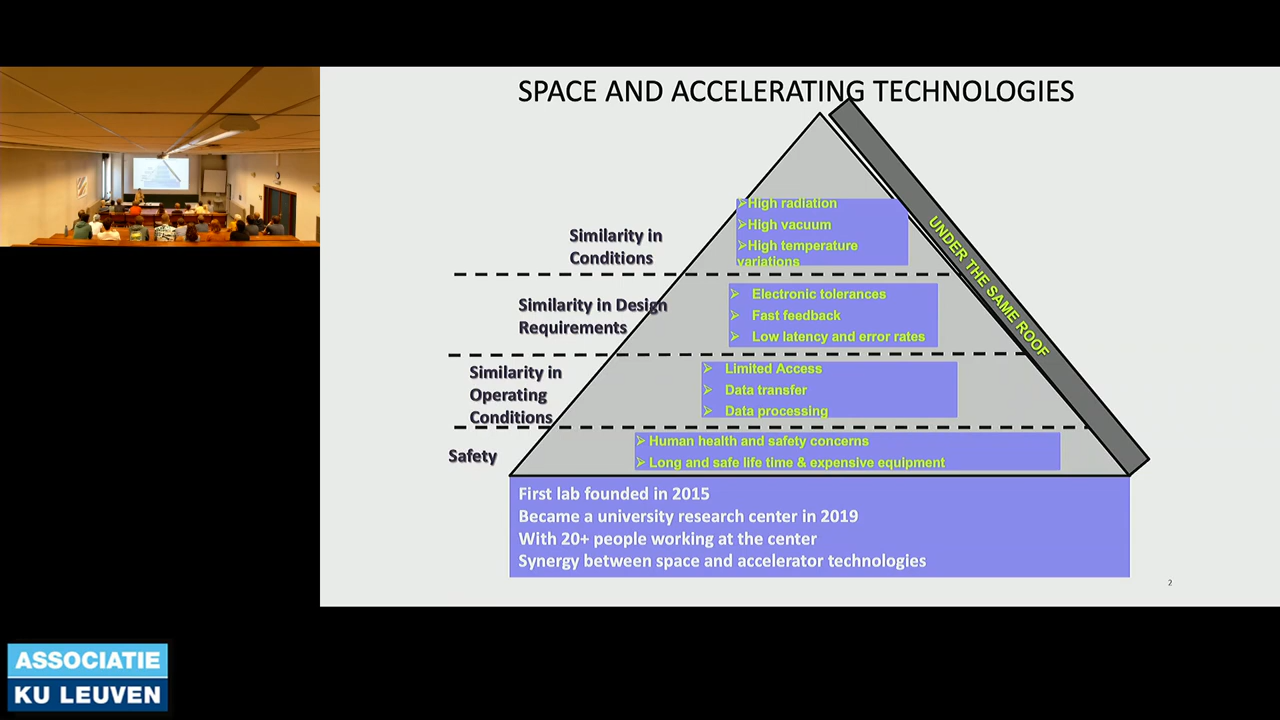 SPACE AND ACCELERATING TECHNOLOGIES
Similarity in
Conditions
➢High radiation
➢High vacuum
➢High temperature
variations
UNDER THE SAME ROOF
Similarity in Design
Requirements
➢ Electronic tolerances
➢ Fast feedback
➢ Low latency and error rates
Similarity in
Operating
Conditions
➢ Limited Access
➢ Data transfer
➢ Data processing
Safety
➢ Human health and safety concerns
➢ Long and safe life time & expensive equipment
First lab founded in 2015
Became a university research center in 2019
With 20+ people working at the center
Synergy between space and accelerator technologies
2
ASSOCIATIE
KU LEUVEN